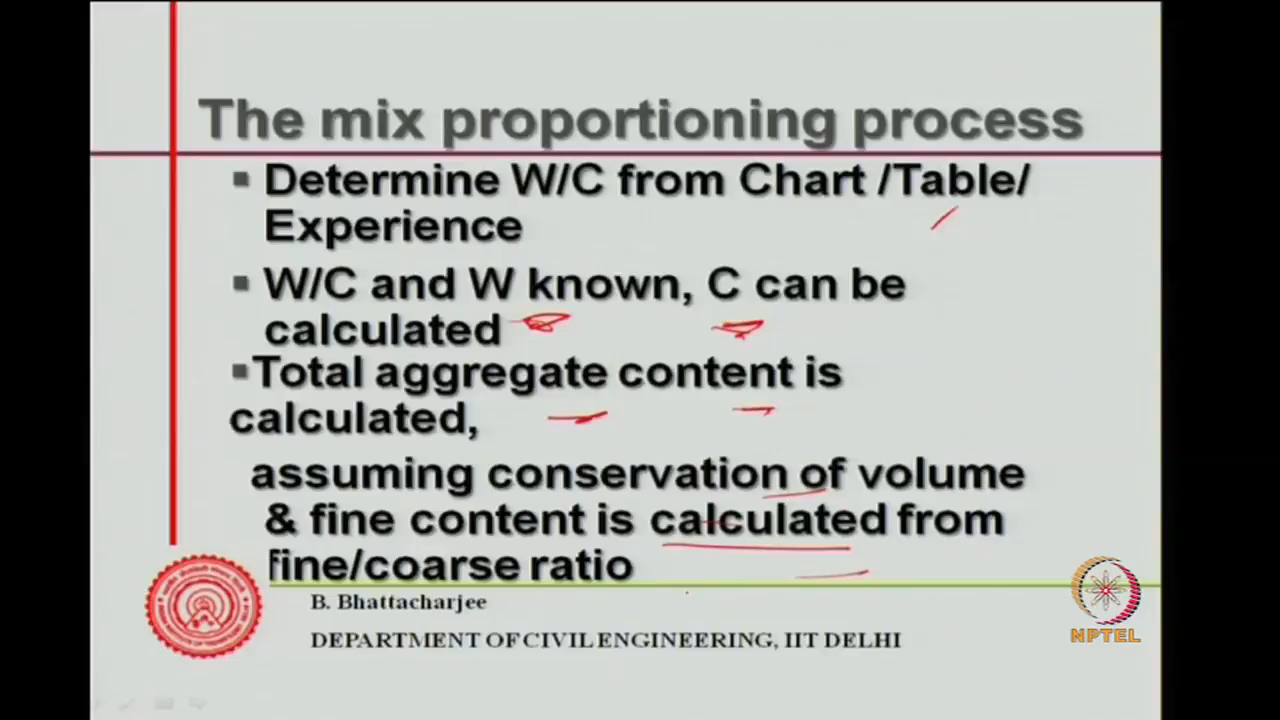 The mix proportioning process
▪ Determine W/C from Chart /Table/
Experience
▪ W/C and W known, C can be
calculated
▪Total aggregate content is
calculated,
assuming conservation of volume
& fine content is calculated from
fine/coarse ratio
B. Bhattacharjee
DEPARTMENT OF CIVIL ENGINEERING, IIT DELHI
NPTEL